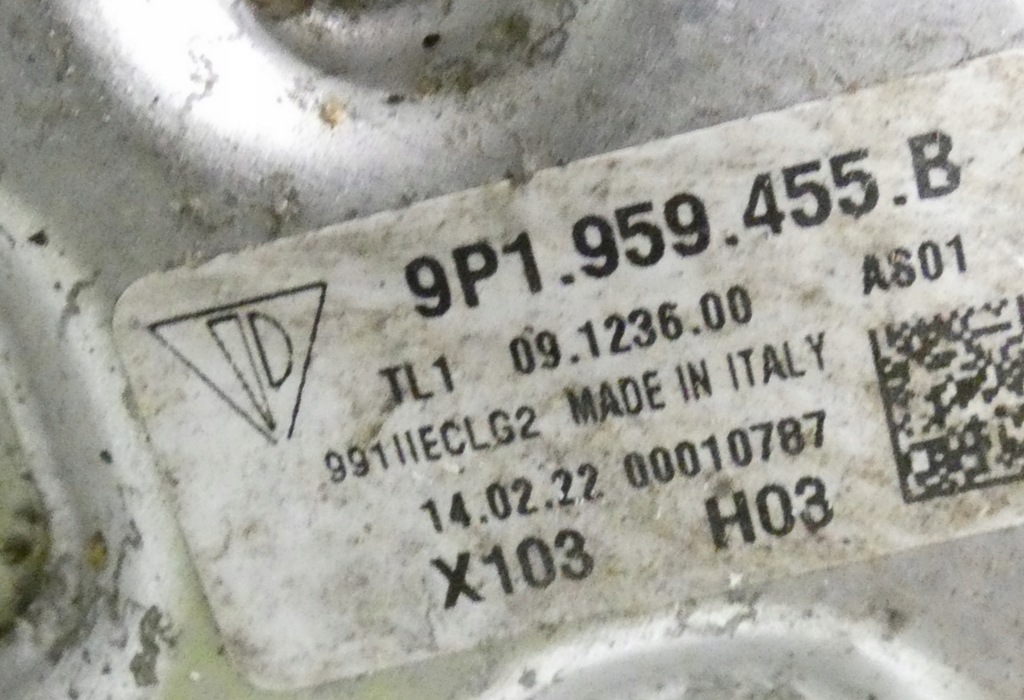 9P1.959.455.B
AS01
TL1 09.1236.00
991IIECLG2 MADE IN ITALY
14.02.22 00010787
X103 H03